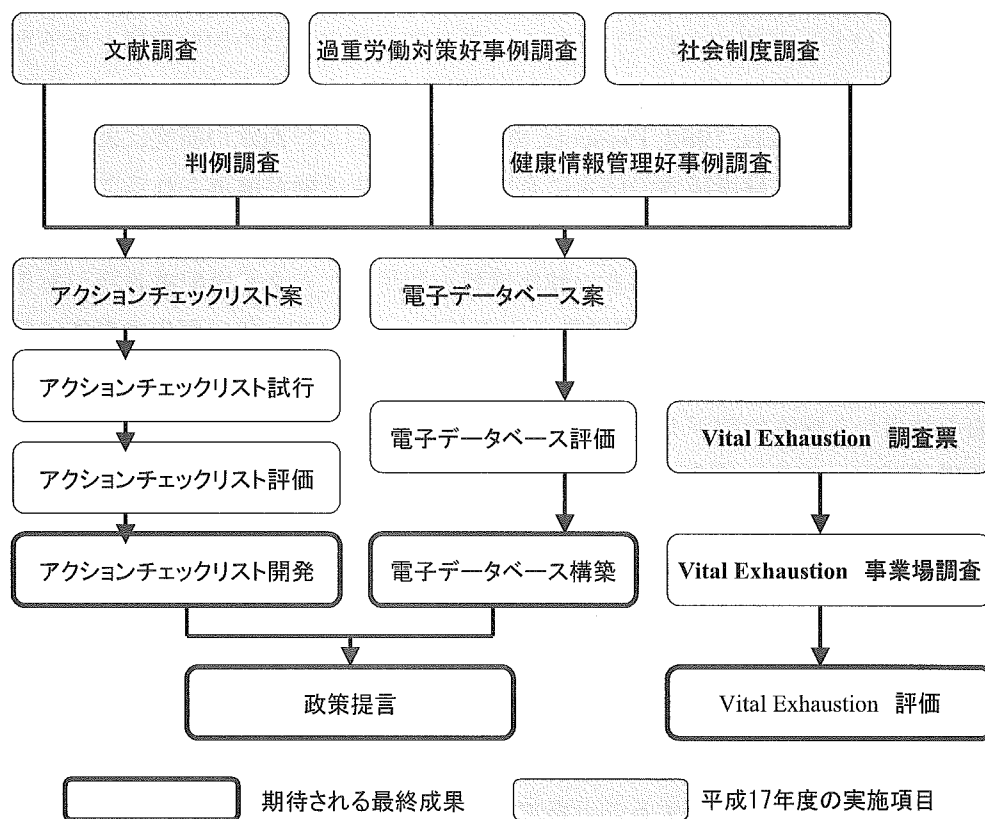 文献調査
過重労働対策好事例調査
社会制度調査
判例調査
健康情報管理好事例調査
アクションチェックリスト案
電子データベース案
アクションチェックリスト試行
電子データベース評価
Vital Exhaustion 調査票
アクションチェックリスト評価
アクションチェックリスト開発
電子データベース構築
Vital Exhaustion 事業場調査
政策提言
Vital Exhaustion 評価
期待される最終成果
平成17年度の実施項目